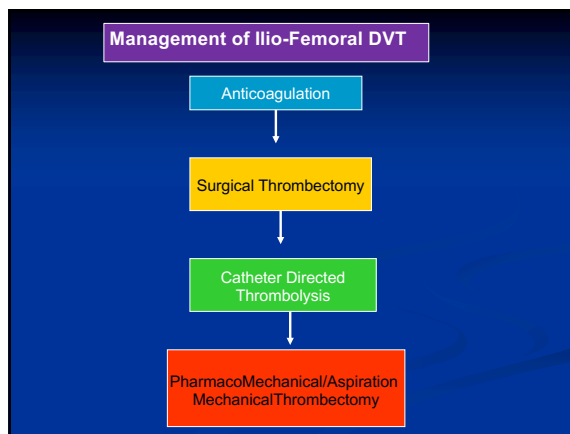 Management of Ilio-Femoral DVT
Anticoagulation
Surgical Thrombectomy
Catheter Directed
Thrombolysis
PharmacoMechanical/Aspiration
MechanicalThrombectomy